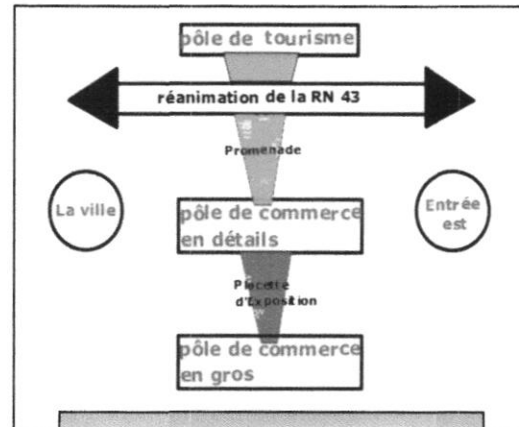 pôle de tourisme
réanimation de la RN 43
Promenade
La ville
pôle de commerce
en détails
Entrée
est
Placette
d'Exposition
pôle de commerce
en gros